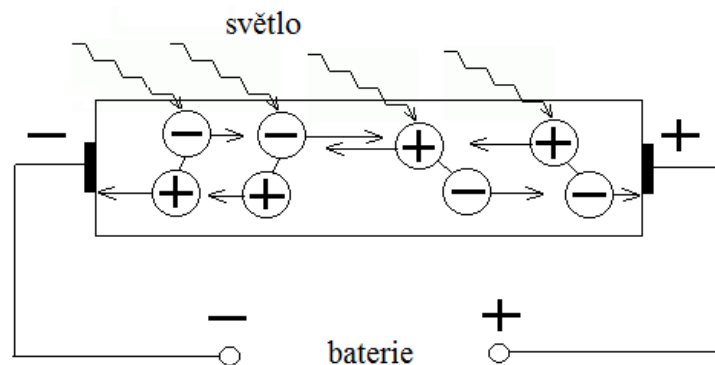 světlo
− +
− − + +
+ + − −
− +
baterie